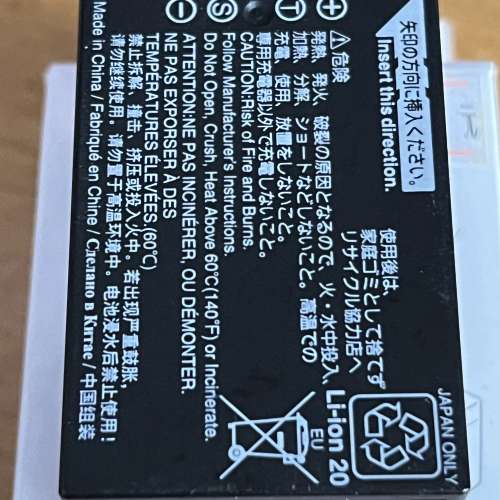 矢印の方向に挿入ください。
Insert this direction.
使用後は、
家庭ゴミとして捨てず
リサイクル協力店へ
JAPAN ONLY
Li-ion 20
EU
⊕ Ⓣ Ⓢ ⊖
⚠危険
発熱、発火、破裂の原因となるので、火・水中投入、
加熱、分解、ショートなどしないこと。高温での
充電、使用、放置をしないこと。
専用充電器以外で充電しないこと。
CAUTION:Risk of Fire and Burns.
Follow Manufacturer's Instructions.
Do Not Open, Crush, Heat Above 60℃(140°F) or Incinerate.
ATTENTION:NE PAS INCINÉRER, OU DÉMONTER.
NE PAS EXPORSER À DES
TEMPÉRATURES ÉLEVÉES.(60℃)
禁止拆解，撞击，挤压或投入火中。若出现严重鼓胀，
请勿继续使用。请勿置于高温环境中。电池浸水后禁止使用！
Made in China / Fabriqué en Chine / Сделано в Китае / 中国组装